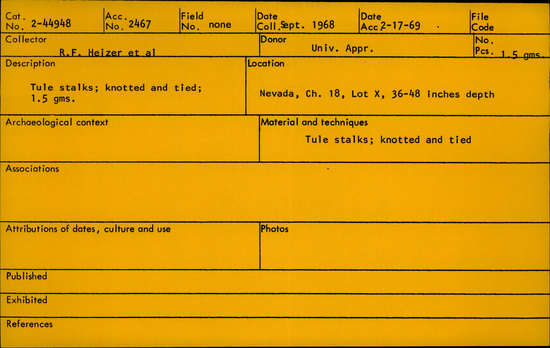 Cat. No. 2-44948 Acc. No. 2467 Field No. none Date Coll. Sept. 1968 Date Acc. 2-17-69 File Code
Collector R.F. Heizer et al Donor Univ. Appr. No. Pcs. 1.5 gms.
Description
Tule stalks; knotted and tied;
1.5 gms.
Location
Nevada, Ch. 18, Lot X, 36-48 inches depth
Archaeological context
Material and techniques
Tule stalks; knotted and tied
Associations
Attributions of dates, culture and use
Photos
Published
Exhibited
References